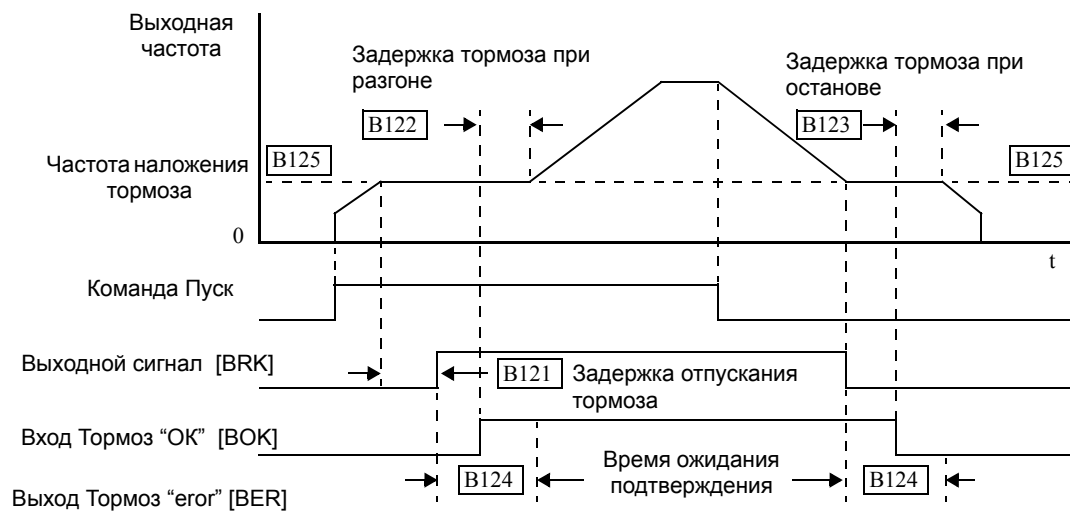 Выходная
частота
Задержка тормоза при
разгоне
Задержка тормоза при
останове
B122
B123
Частота наложения
тормоза
B125
B125
0
t
Команда Пуск
Выходной сигнал [BRK]
B121
Задержка отпускания
тормоза
Вход Тормоз “ОК” [BOK]
B124
Время ожидания
подтверждения
B124
Выход Тормоз “eror” [BER]